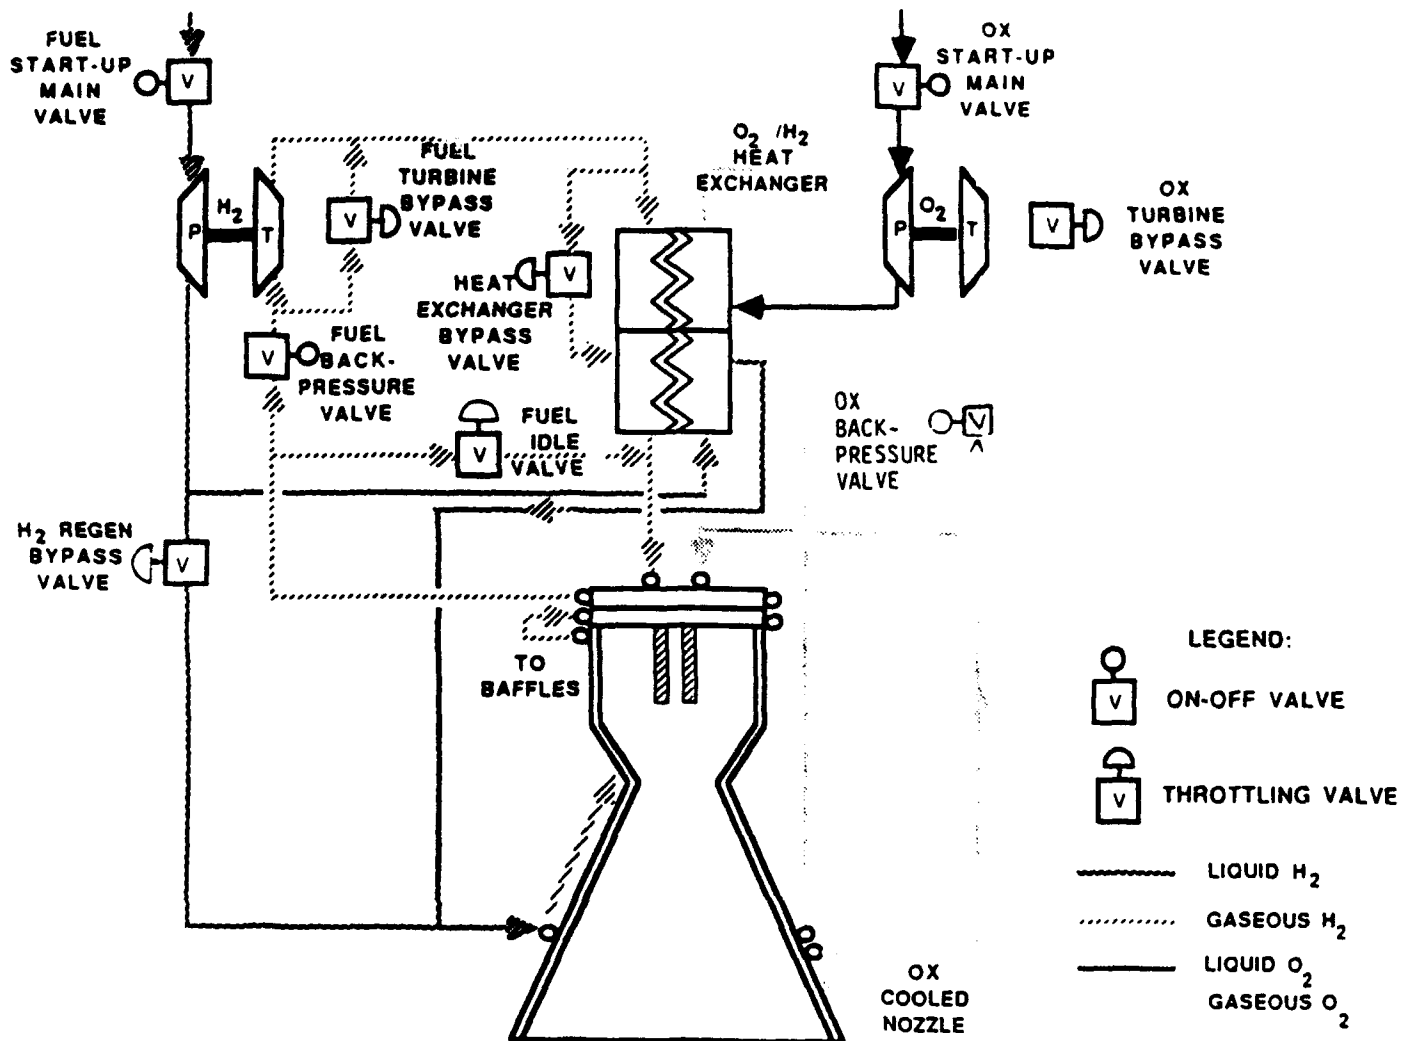 FUEL
START-UP
MAIN
VALVE
V
OX
START-UP
MAIN
VALVE
V
O2 /H2
HEAT
EXCHANGER
FUEL
TURBINE
BYPASS
VALVE
V
P
H2
T
P
O2
T
V
OX
TURBINE
BYPASS
VALVE
HEAT
EXCHANGER
BYPASS
VALVE
V
V
FUEL
BACK-
PRESSURE
VALVE
FUEL
IDLE
VALVE
V
OX
BACK-
PRESSURE
VALVE
V
H2 REGEN
BYPASS
VALVE
V
TO
BAFFLES
OX
COOLED
NOZZLE
LEGEND:
V
ON-OFF VALVE
V
THROTTLING VALVE
LIQUID H2
GASEOUS H2
LIQUID O2
GASEOUS O2